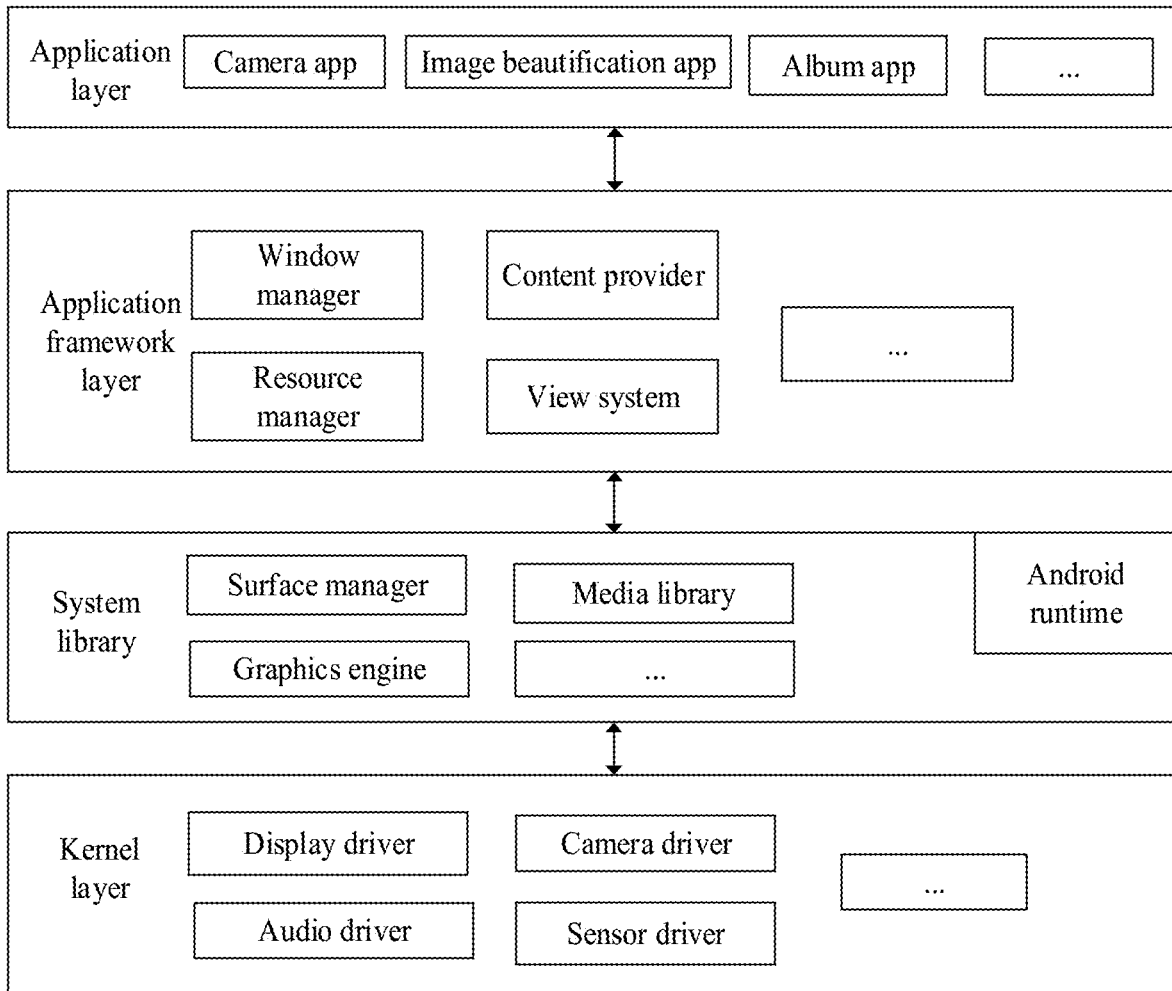 Application
layer
Camera app
Image beautification app
Album app
...
Application
framework
layer
Window
manager
Content provider
...
Resource
manager
View system
System
library
Surface manager
Media library
Android
runtime
Graphics engine
...
Kernel
layer
Display driver
Camera driver
...
Audio driver
Sensor driver